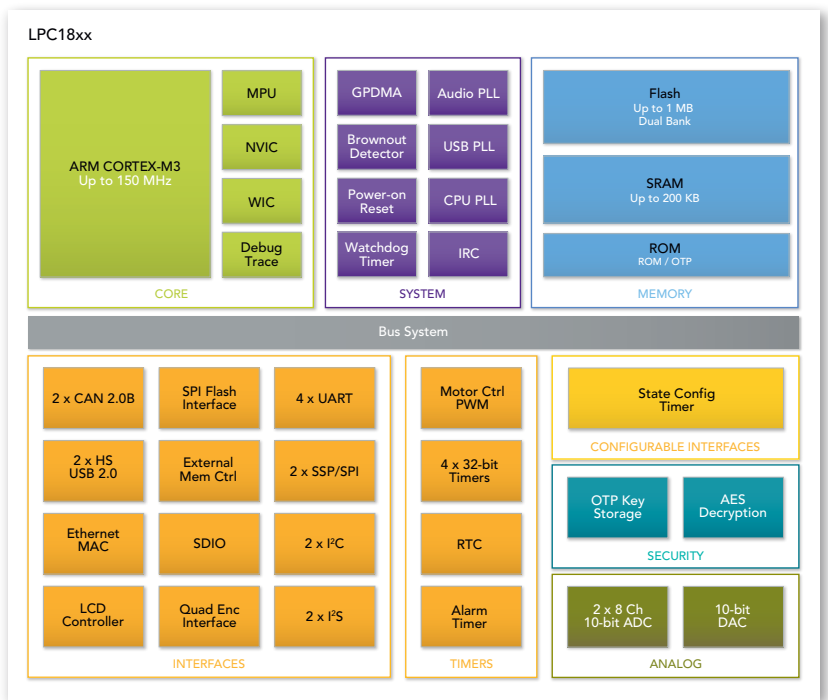 LPC18xx
ARM CORTEX-M3
Up to 150 MHz
MPU
NVIC
WIC
Debug
Trace
CORE
GPDMA
Audio PLL
Brownout
Detector
USB PLL
Power-on
Reset
CPU PLL
Watchdog
Timer
IRC
SYSTEM
Flash
Up to 1 MB
Dual Bank
SRAM
Up to 200 KB
ROM
ROM / OTP
MEMORY
Bus System
2 x CAN 2.0B
SPI Flash
Interface
4 x UART
2 x HS
USB 2.0
External
Mem Ctrl
2 x SSP/SPI
Ethernet
MAC
SDIO
2 x I²C
LCD
Controller
Quad Enc
Interface
2 x I²S
INTERFACES
Motor Ctrl
PWM
4 x 32-bit
Timers
RTC
Alarm
Timer
TIMERS
State Config
Timer
CONFIGURABLE INTERFACES
OTP Key
Storage
AES
Decryption
SECURITY
2 x 8 Ch
10-bit ADC
10-bit
DAC
ANALOG